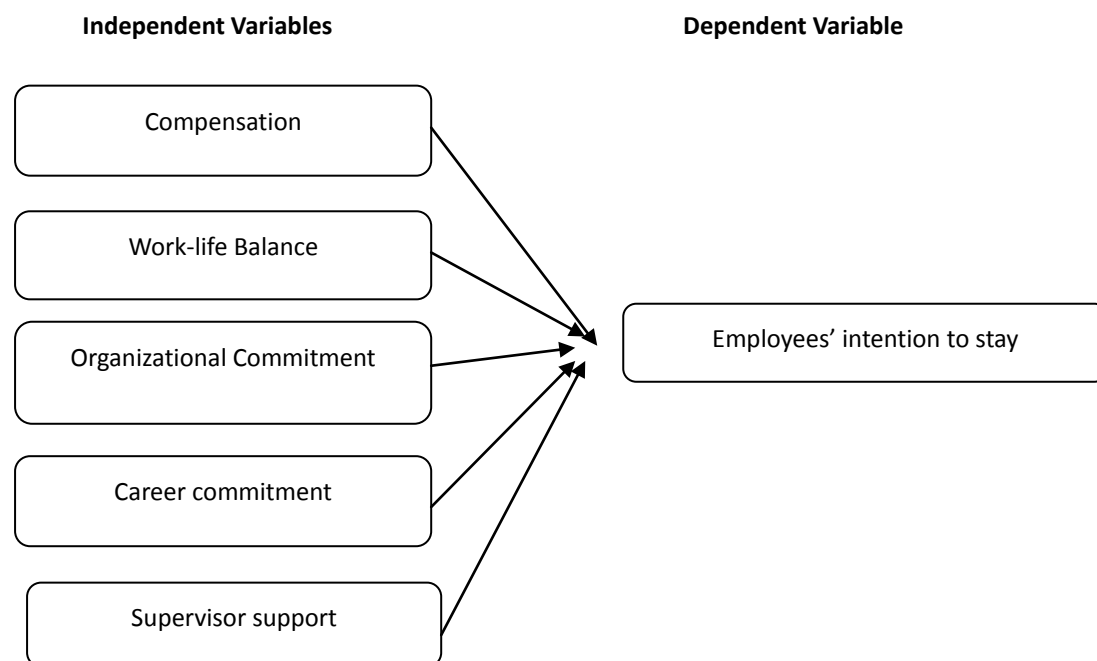 Independent Variables
Dependent Variable
Compensation
Work-life Balance
Organizational Commitment
Career commitment
Supervisor support
Employees’ intention to stay